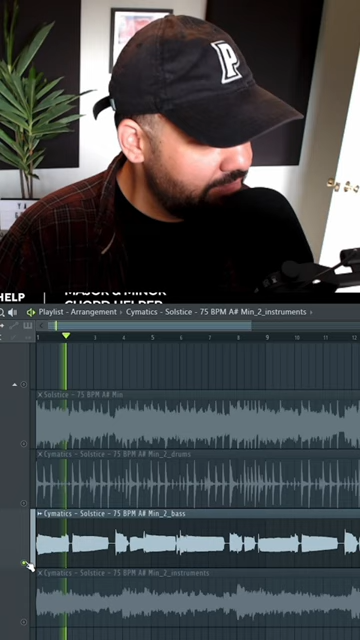 P
HELP
MAJOR & MINOR
CHORD HELPER
Playlist - Arrangement › Cymatics - Solstice - 75 BPM A# Min_2_instruments ›
1 2 3 4 5 6 7 8 9 10 11 12
Solstice - 75 BPM A# Min
Cymatics - Solstice - 75 BPM A# Min_2_drums
Cymatics - Solstice - 75 BPM A# Min_2_bass
Cymatics - Solstice - 75 BPM A# Min_2_instruments